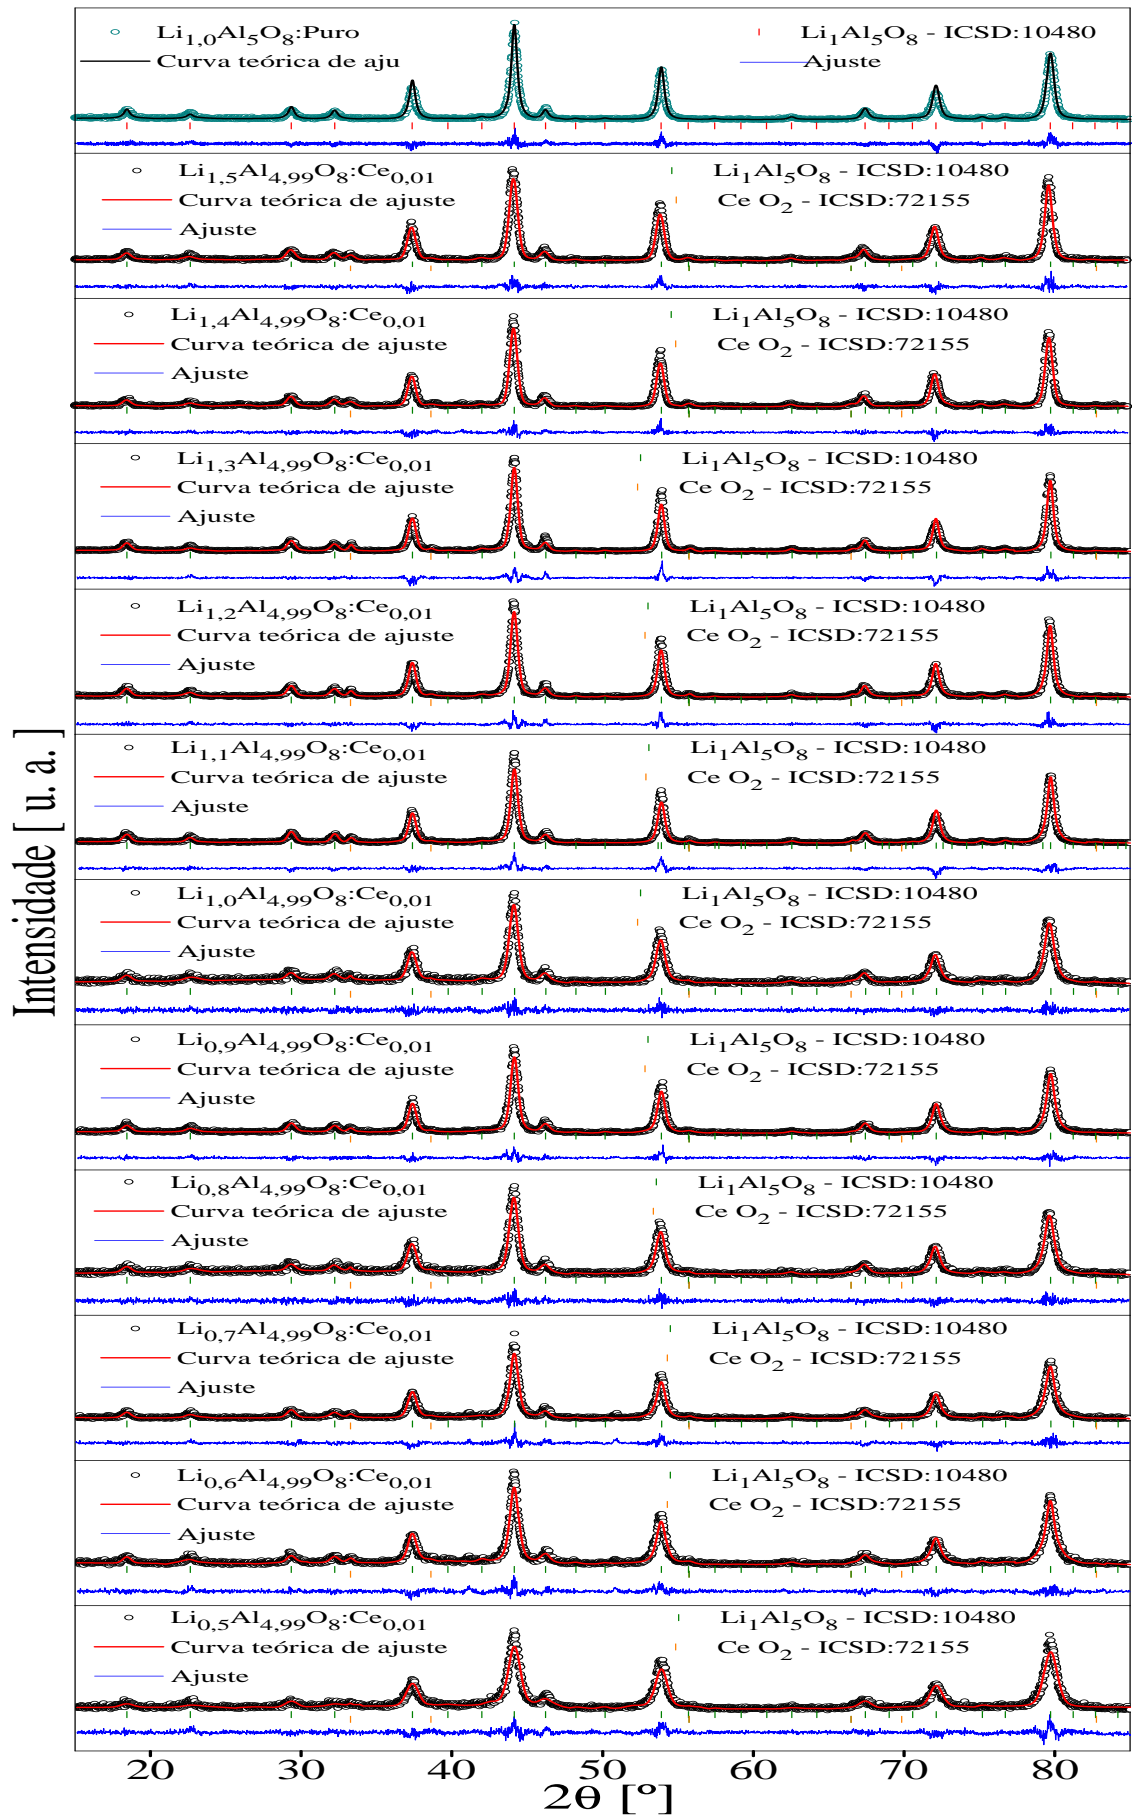 Li1,0Al5O8:Puro Li1Al5O8 - ICSD:10480
Curva teórica de aju Ajuste
Li1,5Al4,99O8:Ce0,01 Li1Al5O8 - ICSD:10480
Curva teórica de ajuste Ce O2 - ICSD:72155
Ajuste
Li1,4Al4,99O8:Ce0,01 Li1Al5O8 - ICSD:10480
Curva teórica de ajuste Ce O2 - ICSD:72155
Ajuste
Li1,3Al4,99O8:Ce0,01 Li1Al5O8 - ICSD:10480
Curva teórica de ajuste Ce O2 - ICSD:72155
Ajuste
Li1,2Al4,99O8:Ce0,01 Li1Al5O8 - ICSD:10480
Curva teórica de ajuste Ce O2 - ICSD:72155
Ajuste
Li1,1Al4,99O8:Ce0,01 Li1Al5O8 - ICSD:10480
Curva teórica de ajuste Ce O2 - ICSD:72155
Ajuste
Li1,0Al4,99O8:Ce0,01 Li1Al5O8 - ICSD:10480
Curva teórica de ajuste Ce O2 - ICSD:72155
Ajuste
Li0,9Al4,99O8:Ce0,01 Li1Al5O8 - ICSD:10480
Curva teórica de ajuste Ce O2 - ICSD:72155
Ajuste
Li0,8Al4,99O8:Ce0,01 Li1Al5O8 - ICSD:10480
Curva teórica de ajuste Ce O2 - ICSD:72155
Ajuste
Li0,7Al4,99O8:Ce0,01 Li1Al5O8 - ICSD:10480
Curva teórica de ajuste Ce O2 - ICSD:72155
Ajuste
Li0,6Al4,99O8:Ce0,01 Li1Al5O8 - ICSD:10480
Curva teórica de ajuste Ce O2 - ICSD:72155
Ajuste
Li0,5Al4,99O8:Ce0,01 Li1Al5O8 - ICSD:10480
Curva teórica de ajuste Ce O2 - ICSD:72155
Ajuste
Intensidade [ u. a. ]
20 30 40 50 60 70 80
2θ [º]